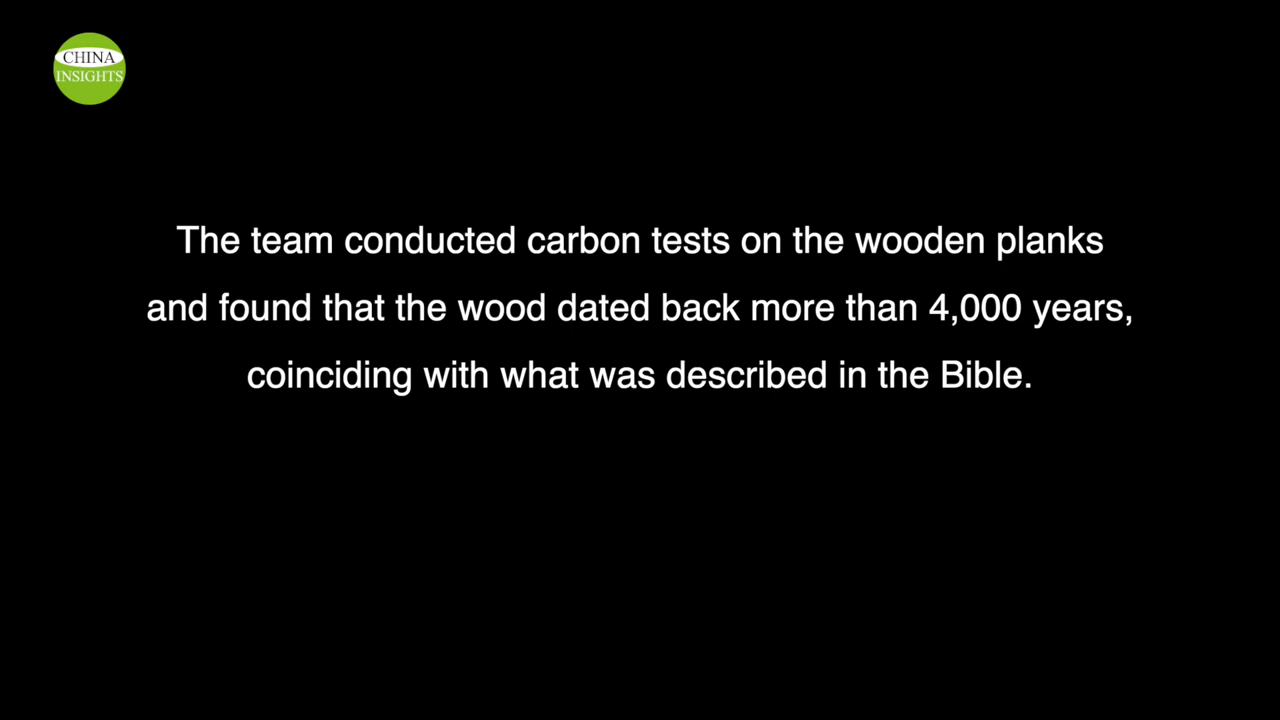 CHINA
INSIGHTS
The team conducted carbon tests on the wooden planks
and found that the wood dated back more than 4,000 years,
coinciding with what was described in the Bible.